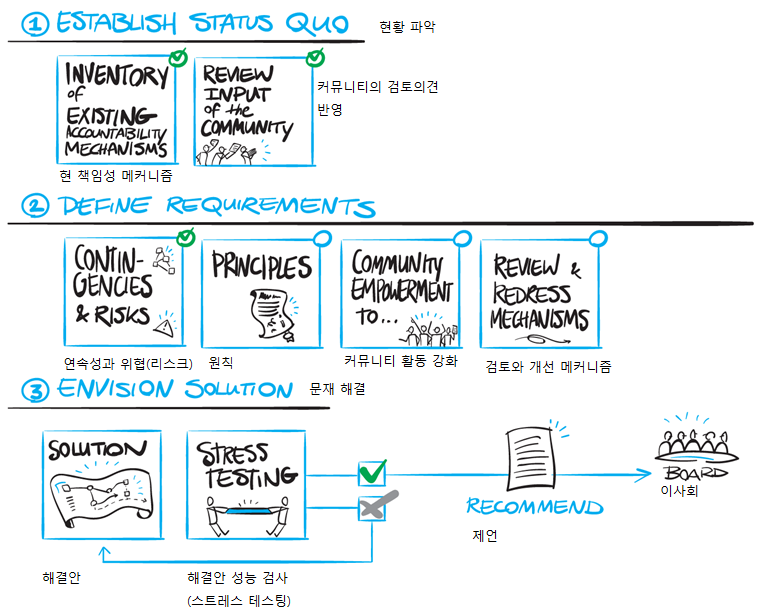 ① ESTABLISH STATUS QUO
현황 파악
INVENTORY
of
EXISTING
ACCOUNTABILITY
MECHANISMS
현 책임성 메커니즘
REVIEW
INPUT
of the
COMMUNITY
커뮤니티의 검토의견
반영
② DEFINE REQUIREMENTS
CONTIN-
GENCIES
& RISKS
연속성과 위협(리스크)
PRINCIPLES
원칙
COMMUNITY
EMPOWERMENT
TO...
커뮤니티 활동 강화
REVIEW &
REDRESS
MECHANISMS
검토와 개선 메커니즘
③ ENVISION SOLUTION
문재 해결
SOLUTION
해결안
STRESS
TESTING
해결안 성능 검사
(스트레스 테스팅)
RECOMMEND
제언
BOARD
이사회